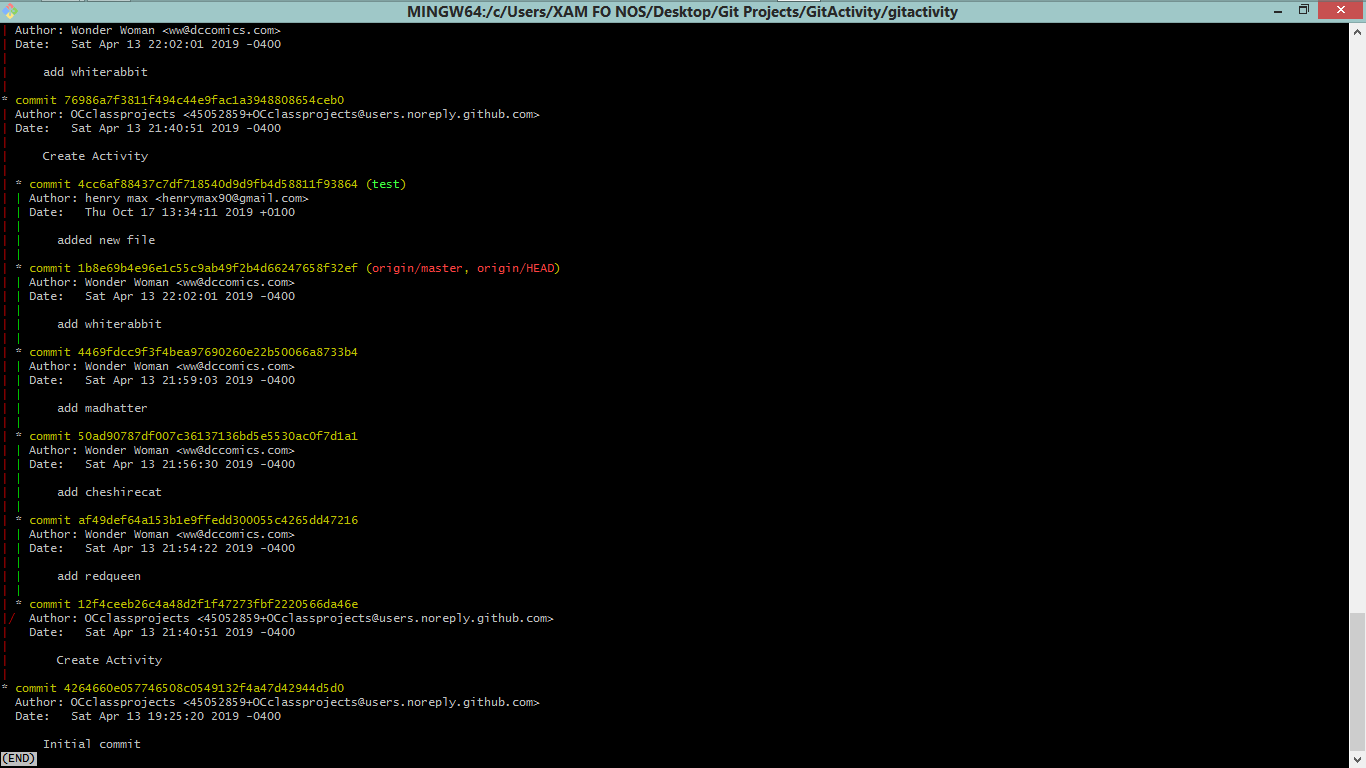 MINGW64:/c/Users/XAM FO NOS/Desktop/Git Projects/GitActivity/gitactivity
| Author: Wonder Woman <ww@dccomics.com>
| Date:   Sat Apr 13 22:02:01 2019 -0400
|
|     add whiterabbit
|
* commit 76986a7f3811f494c44e9fac1a3948808654ceb0
| Author: OCclassprojects <45052859+OCclassprojects@users.noreply.github.com>
| Date:   Sat Apr 13 21:40:51 2019 -0400
|
|     Create Activity
|
| * commit 4cc6af88437c7df718540d9d9fb4d58811f93864 (test)
| | Author: henry max <henrymax90@gmail.com>
| | Date:   Thu Oct 17 13:34:11 2019 +0100
| |
| |     added new file
| |
| * commit 1b8e69b4e96e1c55c9ab49f2b4d66247658f32ef (origin/master, origin/HEAD)
| | Author: Wonder Woman <ww@dccomics.com>
| | Date:   Sat Apr 13 22:02:01 2019 -0400
| |
| |     add whiterabbit
| |
| * commit 4469fdcc9f3f4bea97690260e22b50066a8733b4
| | Author: Wonder Woman <ww@dccomics.com>
| | Date:   Sat Apr 13 21:59:03 2019 -0400
| |
| |     add madhatter
| |
| * commit 50ad90787df007c36137136bd5e5530ac0f7d1a1
| | Author: Wonder Woman <ww@dccomics.com>
| | Date:   Sat Apr 13 21:56:30 2019 -0400
| |
| |     add cheshirecat
| |
| * commit af49def64a153b1e9ffedd300055c4265dd47216
| | Author: Wonder Woman <ww@dccomics.com>
| | Date:   Sat Apr 13 21:54:22 2019 -0400
| |
| |     add redqueen
| |
| * commit 12f4ceeb26c4a48d2f1f47273fbf2220566da46e
|/  Author: OCclassprojects <45052859+OCclassprojects@users.noreply.github.com>
|   Date:   Sat Apr 13 21:40:51 2019 -0400
|
|       Create Activity
|
* commit 4264660e057746508c0549132f4a47d42944d5d0
  Author: OCclassprojects <45052859+OCclassprojects@users.noreply.github.com>
  Date:   Sat Apr 13 19:25:20 2019 -0400

      Initial commit
(END)